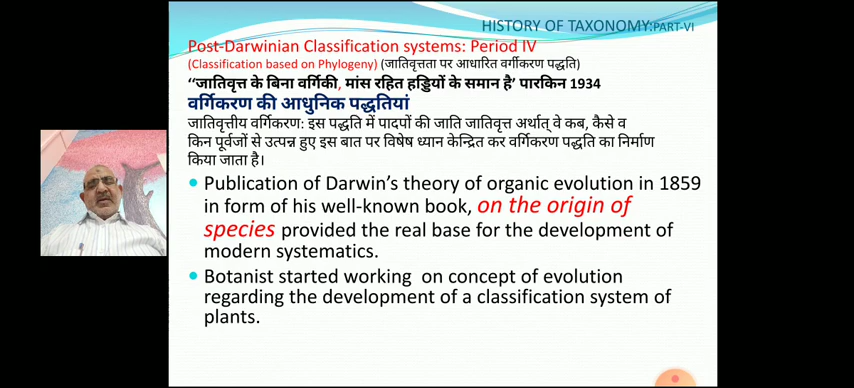 HISTORY OF TAXONOMY:PART-VI
Post-Darwinian Classification systems: Period IV
(Classification based on Phylogeny) (जातिवृत्तता पर आधारित वर्गीकरण पद्धति)
“जातिवृत्त के बिना वर्गिकी, मांस रहित हड्डियों के समान है’ पारकिन 1934
वर्गिकरण की आधुनिक पद्धतियां
जातिवृत्तीय वर्गिकरण: इस पद्धति में पादपों की जाति जातिवृत्त अर्थात् वे कब, कैसे व
किन पूर्वजों से उत्पन्न हुए इस बात पर विषेष ध्यान केन्द्रित कर वर्गिकरण पद्धति का निर्माण
किया जाता है।
• Publication of Darwin’s theory of organic evolution in 1859
in form of his well-known book, on the origin of
species provided the real base for the development of
modern systematics.
• Botanist started working on concept of evolution
regarding the development of a classification system of
plants.